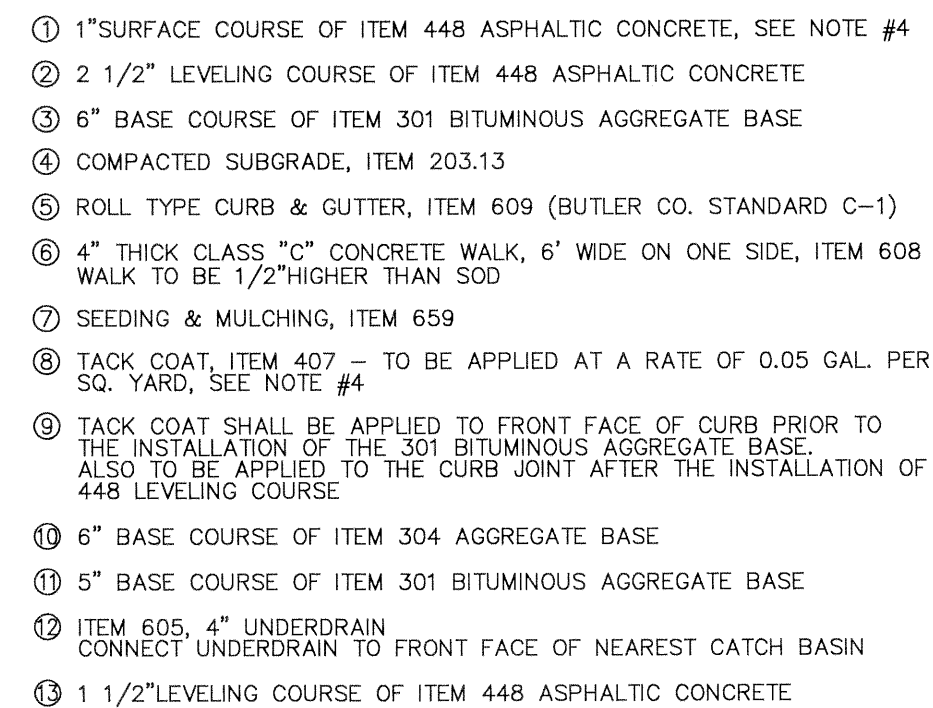 ① 1"SURFACE COURSE OF ITEM 448 ASPHALTIC CONCRETE, SEE NOTE #4
② 2 1/2" LEVELING COURSE OF ITEM 448 ASPHALTIC CONCRETE
③ 6" BASE COURSE OF ITEM 301 BITUMINOUS AGGREGATE BASE
④ COMPACTED SUBGRADE, ITEM 203.13
⑤ ROLL TYPE CURB & GUTTER, ITEM 609 (BUTLER CO. STANDARD C-1)
⑥ 4" THICK CLASS "C" CONCRETE WALK, 6' WIDE ON ONE SIDE, ITEM 608
WALK TO BE 1/2"HIGHER THAN SOD
⑦ SEEDING & MULCHING, ITEM 659
⑧ TACK COAT, ITEM 407 – TO BE APPLIED AT A RATE OF 0.05 GAL. PER
SQ. YARD, SEE NOTE #4
⑨ TACK COAT SHALL BE APPLIED TO FRONT FACE OF CURB PRIOR TO
THE INSTALLATION OF THE 301 BITUMINOUS AGGREGATE BASE.
ALSO TO BE APPLIED TO THE CURB JOINT AFTER THE INSTALLATION OF
448 LEVELING COURSE
⑩ 6" BASE COURSE OF ITEM 304 AGGREGATE BASE
⑪ 5" BASE COURSE OF ITEM 301 BITUMINOUS AGGREGATE BASE
⑫ ITEM 605, 4" UNDERDRAIN
CONNECT UNDERDRAIN TO FRONT FACE OF NEAREST CATCH BASIN
⑬ 1 1/2"LEVELING COURSE OF ITEM 448 ASPHALTIC CONCRETE